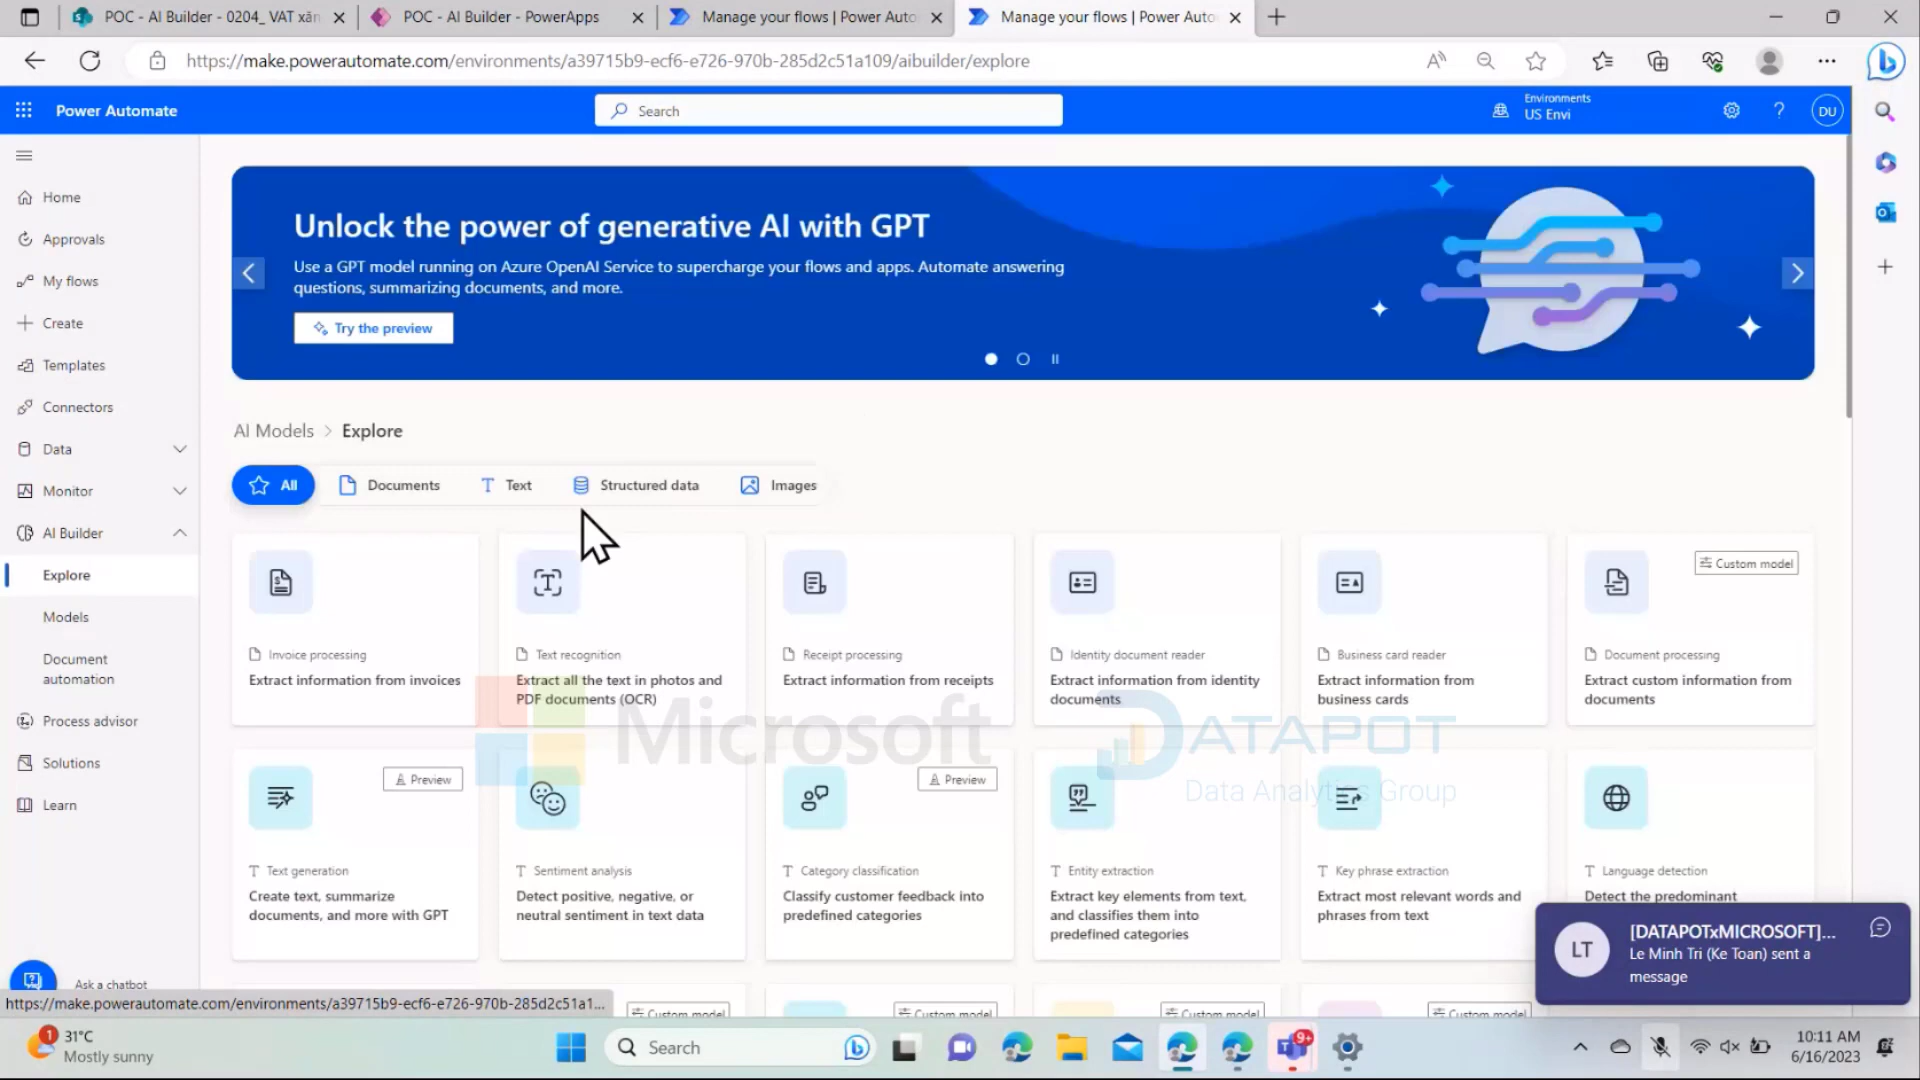 POC - AI Builder - 0204_ VAT xăn
POC - AI Builder - PowerApps
Manage your flows | Power Auto
Manage your flows | Power Auto
https://make.powerautomate.com/environments/a39715b9-ecf6-e726-970b-285d2c51a109/aibuilder/explore
Power Automate
Search
Environments
US Envi
DU
Home
Approvals
My flows
Create
Templates
Connectors
Data
Monitor
AI Builder
Explore
Models
Document
automation
Process advisor
Solutions
Learn
Ask a chatbot
Unlock the power of generative AI with GPT
Use a GPT model running on Azure OpenAI Service to supercharge your flows and apps. Automate answering
questions, summarizing documents, and more.
Try the preview
AI Models > Explore
All
Documents
Text
Structured data
Images
Invoice processing
Extract information from invoices
Text recognition
Extract all the text in photos and
PDF documents (OCR)
Receipt processing
Extract information from receipts
Identity document reader
Extract information from identity
documents
Business card reader
Extract information from
business cards
Custom model
Document processing
Extract custom information from
documents
Microsoft
DATAPOT
Data Analytics Group
Preview
Text generation
Create text, summarize
documents, and more with GPT
Sentiment analysis
Detect positive, negative, or
neutral sentiment in text data
Preview
Category classification
Classify customer feedback into
predefined categories
Entity extraction
Extract key elements from text,
and classifies them into
predefined categories
Key phrase extraction
Extract most relevant words and
phrases from text
Language detection
Detect the predominant
Custom model
Custom model
Custom model
Custom model
LT
[DATAPOTxMICROSOFT]...
Le Minh Tri (Ke Toan) sent a
message
https://make.powerautomate.com/environments/a39715b9-ecf6-e726-970b-285d2c51a1...
1
31°C
Mostly sunny
Search
9+
10:11 AM
6/16/2023